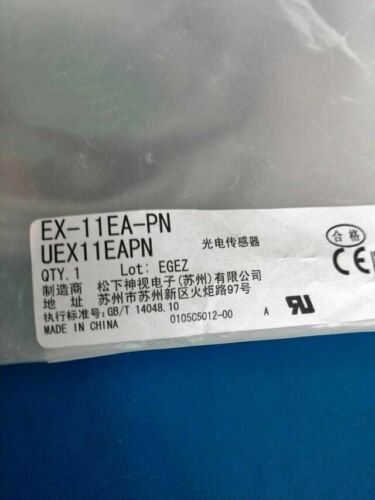 EX-11EA-PN
UEX11EAPN 光电传感器
QTY. 1 Lot: EGEZ
合格
CE
制造商 松下神视电子(苏州)有限公司
地 址 苏州市苏州新区火炬路97号
执行标准号: GB/T 14048.10
MADE IN CHINA 0105C5012-00 A